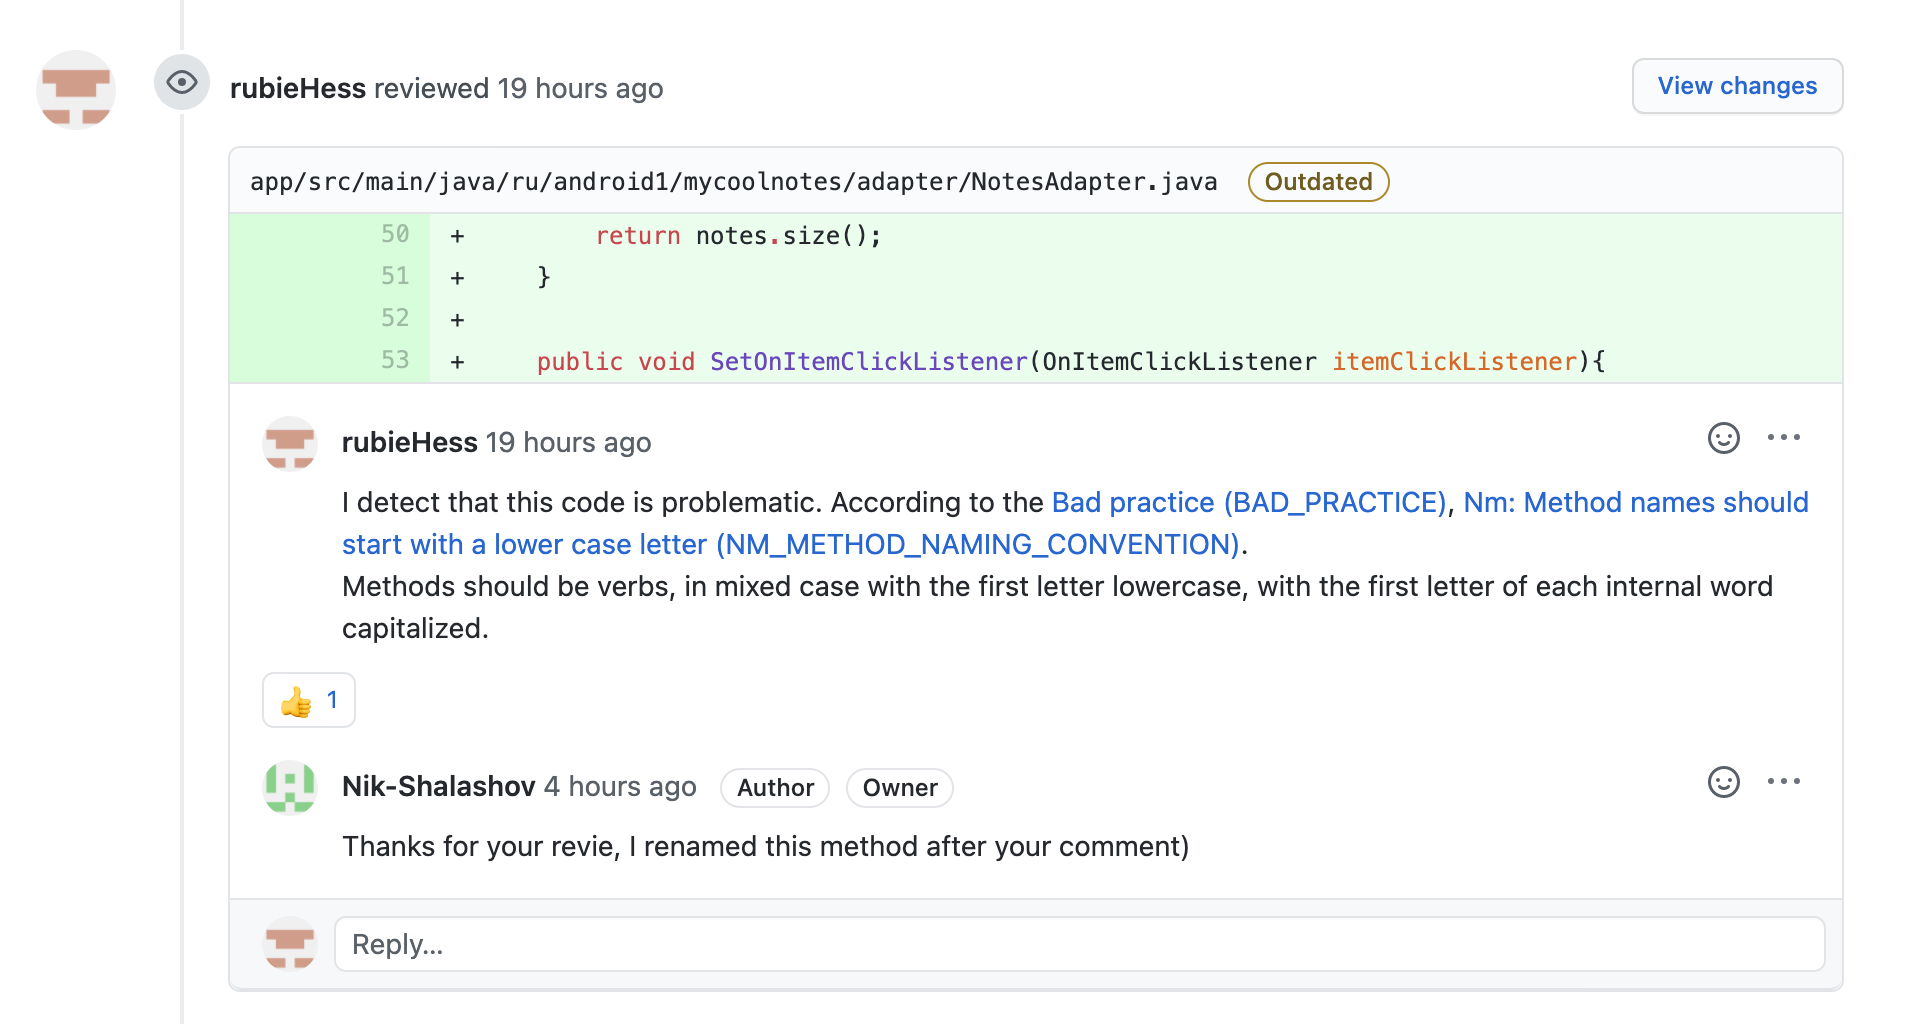 rubieHess reviewed 19 hours ago
View changes
app/src/main/java/ru/android1/mycoolnotes/adapter/NotesAdapter.java Outdated
50 + return notes.size();
51 + }
52 +
53 + public void SetOnItemClickListener(OnItemClickListener itemClickListener){
rubieHess 19 hours ago
I detect that this code is problematic. According to the Bad practice (BAD_PRACTICE), Nm: Method names should
start with a lower case letter (NM_METHOD_NAMING_CONVENTION).
Methods should be verbs, in mixed case with the first letter lowercase, with the first letter of each internal word
capitalized.
👍 1
Nik-Shalashov 4 hours ago Author Owner
Thanks for your revie, I renamed this method after your comment)
Reply...